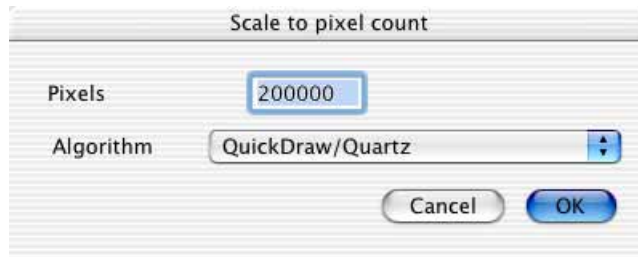 Scale to pixel count
Pixels 200000
Algorithm QuickDraw/Quartz
Cancel OK